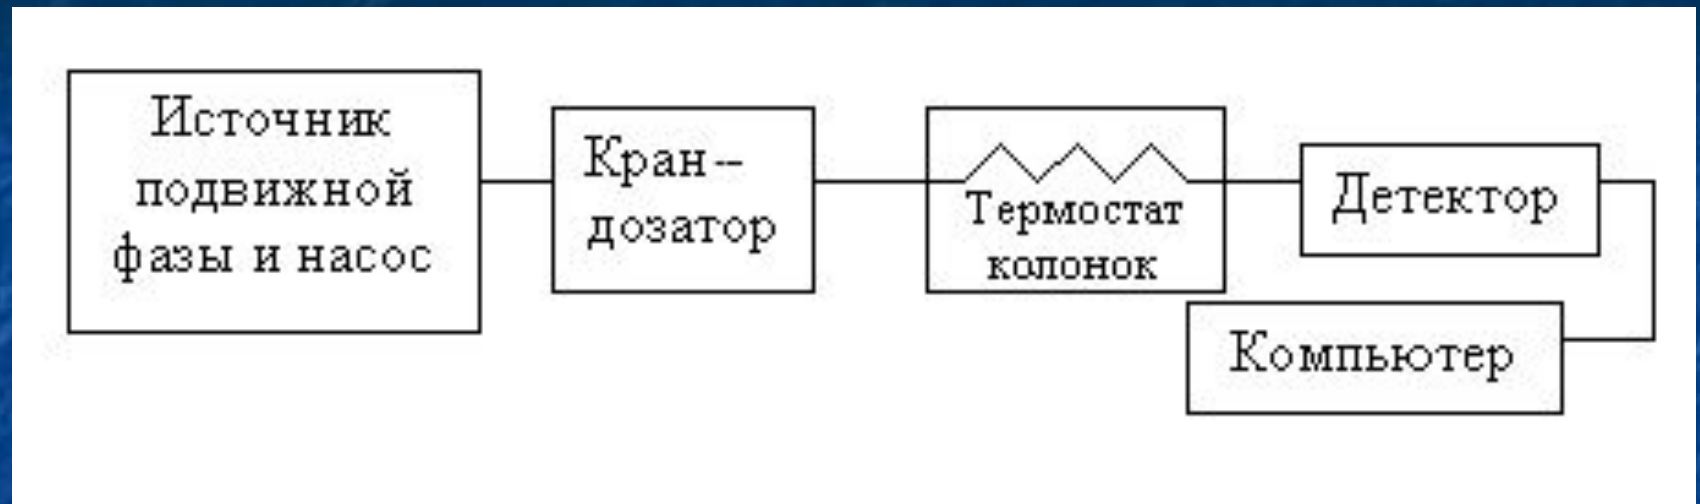 Источник
подвижной
фазы и насос
Кран--
дозатор
Термостат
колонок
Детектор
Компьютер